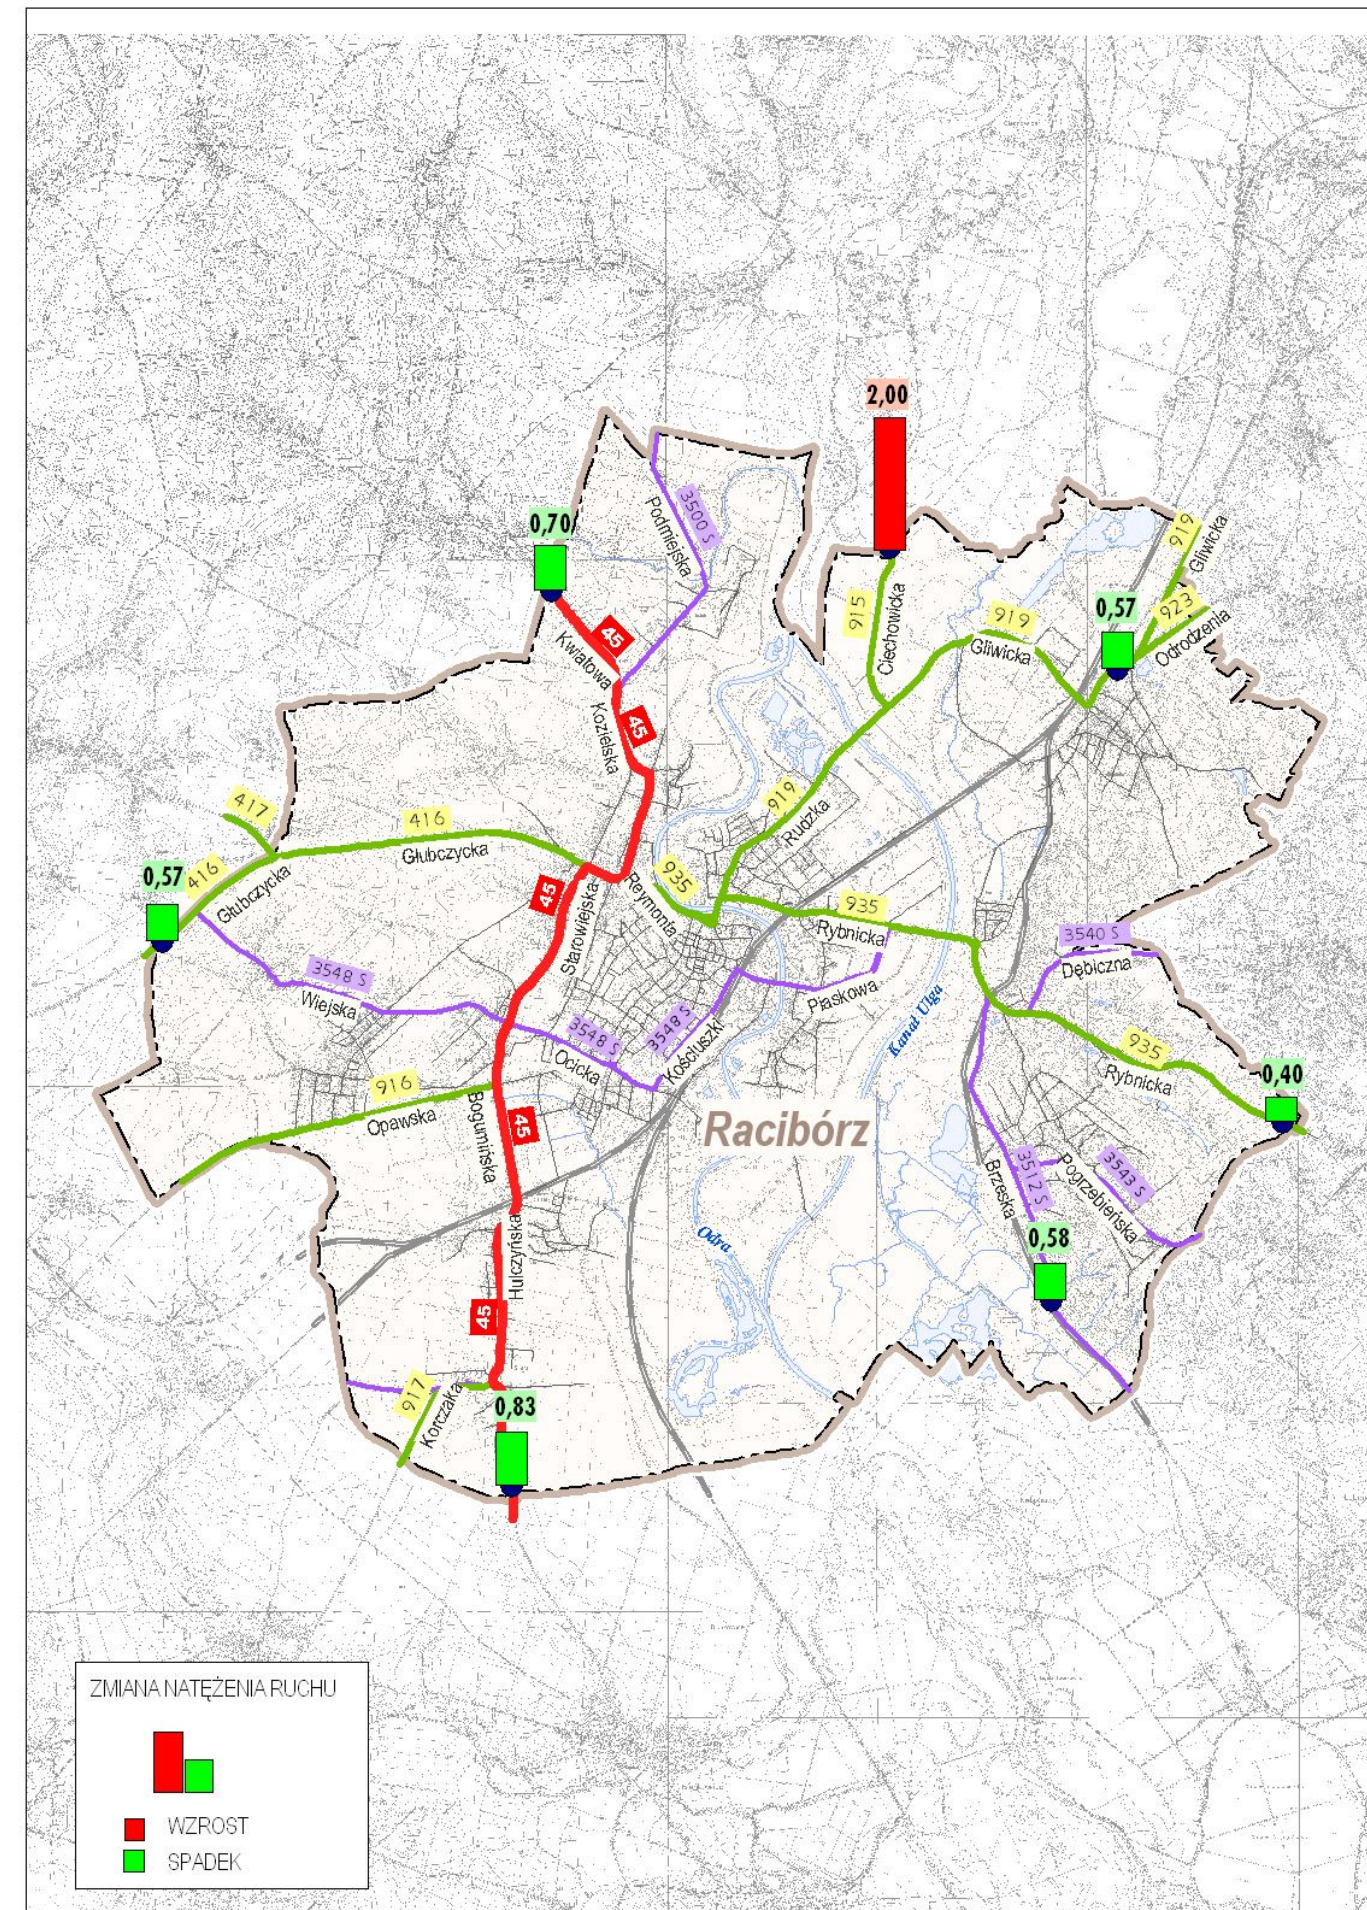 2,00
0,70
3500 S
Podmiejska
919
Gliwicka
915
Ciechowicka
919
Gliwicka
0,57
923
Odrodzenia
45
Kwiatowa
45
Kozielska
417
416
Głubczycka
919
Rudzka
0,57
416
Głubczycka
45
Starowiejska
Reymonta
935
935
Rybnicka
3540 S
Dębiczna
3548 S
Wiejska
Piaskowa
3548 S
Ocicka
3548 S
Kościuszki
Kanał Ulga
935
Rybnicka
0,40
916
Opawska
Bogumińska
45
Racibórz
Brzeska
3512 S
Pogrzebieńska
3543 S
0,58
Odra
Hulczyńska
45
917
Korczaka
0,83
ZMIANA NATĘŻENIA RUCHU
WZROST
SPADEK